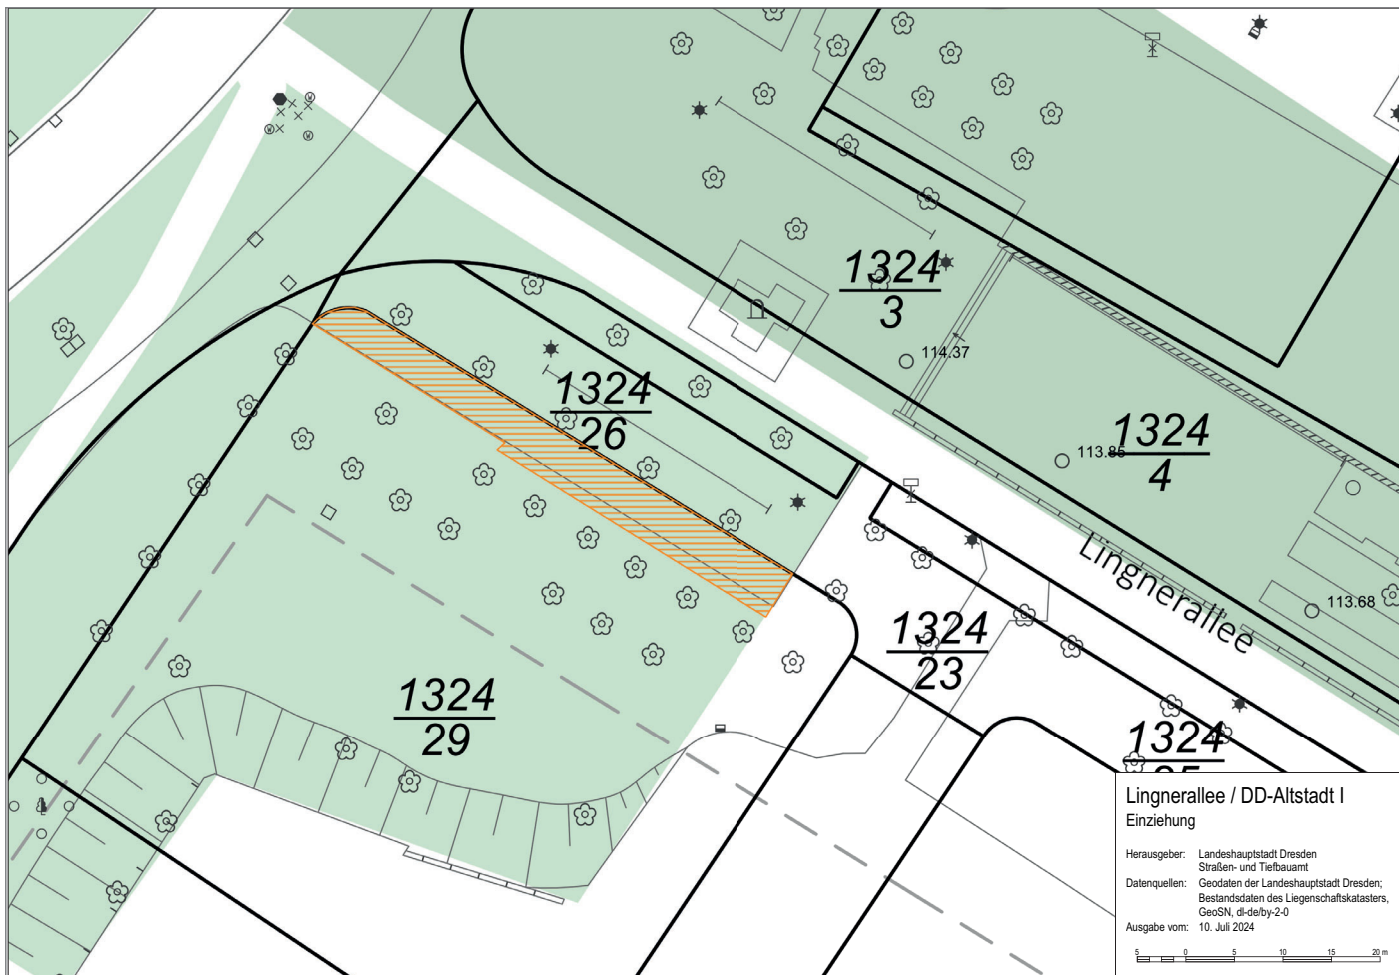 1324
3
114.37
1324
26
113.85
1324
4
Lingnerallee
113.68
1324
23
1324
29
1324
Lingnerallee / DD-Altstadt I
Einziehung
Herausgeber: Landeshauptstadt Dresden
Straßen- und Tiefbauamt
Datenquellen: Geodaten der Landeshauptstadt Dresden;
Bestandsdaten des Liegenschaftskatasters,
GeoSN, dl-de/by-2-0
Ausgabe vom: 10. Juli 2024
5 0 5 10 15 20 m